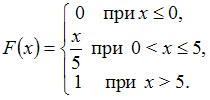 0 при x ≤ 0,
F(x) = { x/5 при 0 < x ≤ 5,
1 при x > 5.